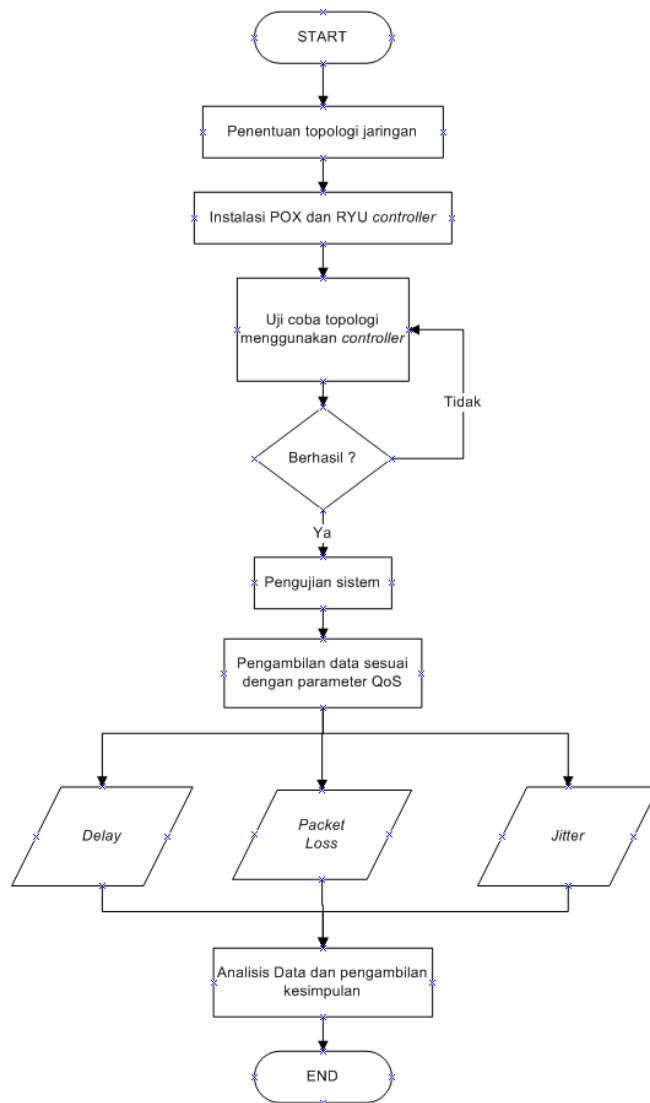 START
Penentuan topologi jaringan
Instalasi POX dan RYU controller
Uji coba topologi
menggunakan controller
Tidak
Berhasil ?
Ya
Pengujian sistem
Pengambilan data sesuai
dengan parameter QoS
Delay
Packet
Loss
Jitter
Analisis Data dan pengambilan
kesimpulan
END